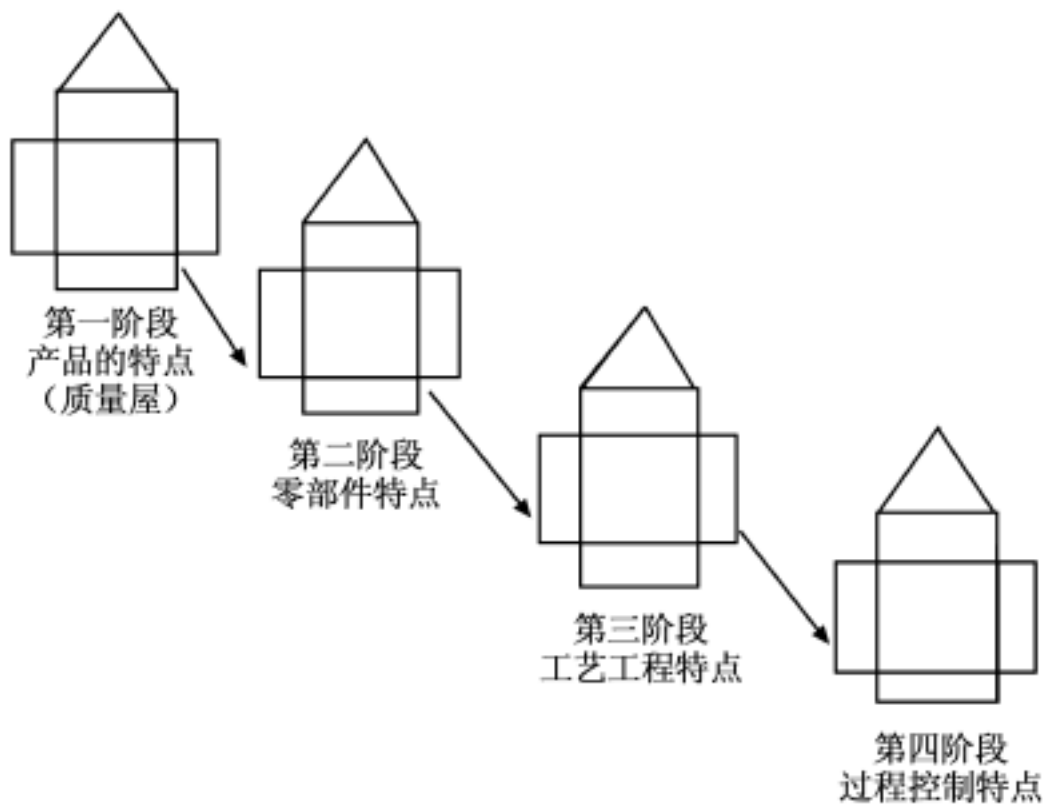 第一阶段
产品的特点
（质量屋）
第二阶段
零部件特点
第三阶段
工艺工程特点
第四阶段
过程控制特点